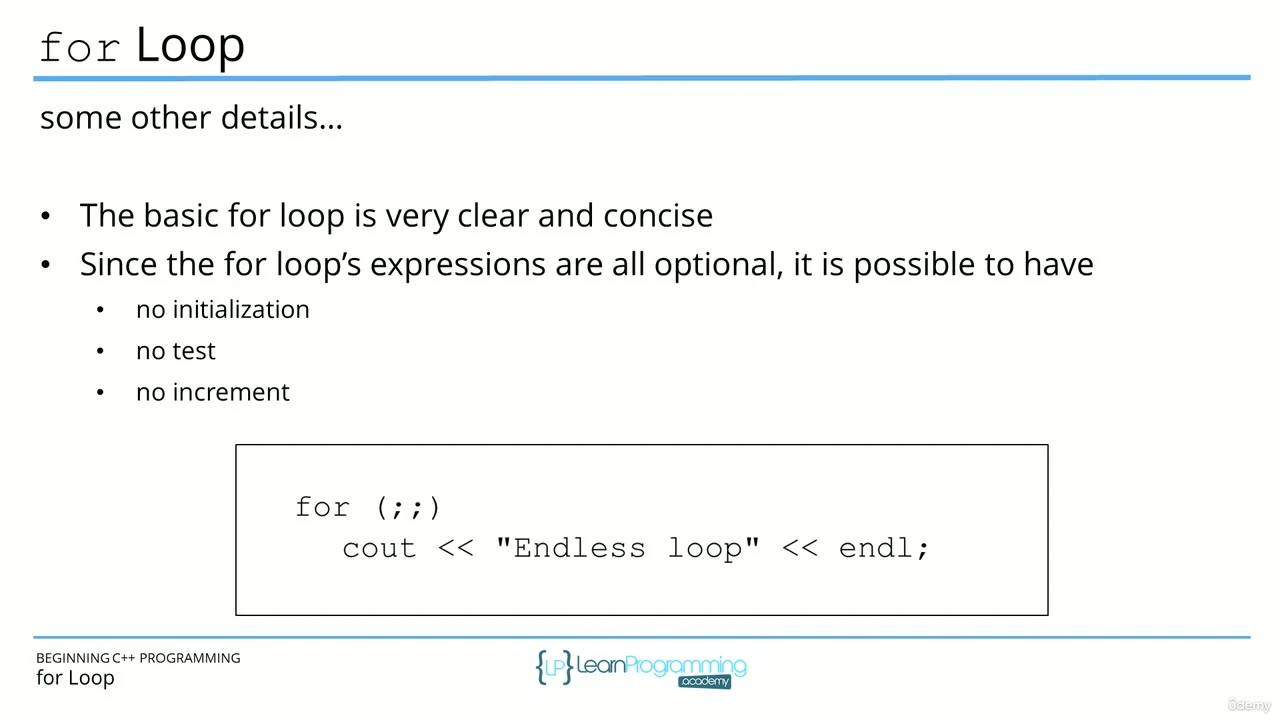 for Loop
some other details...
• The basic for loop is very clear and concise
• Since the for loop’s expressions are all optional, it is possible to have
• no initialization
• no test
• no increment
for (;;)
cout << "Endless loop" << endl;
BEGINNING C++ PROGRAMMING
for Loop
{LP} LearnProgramming
.academy
ûdemy